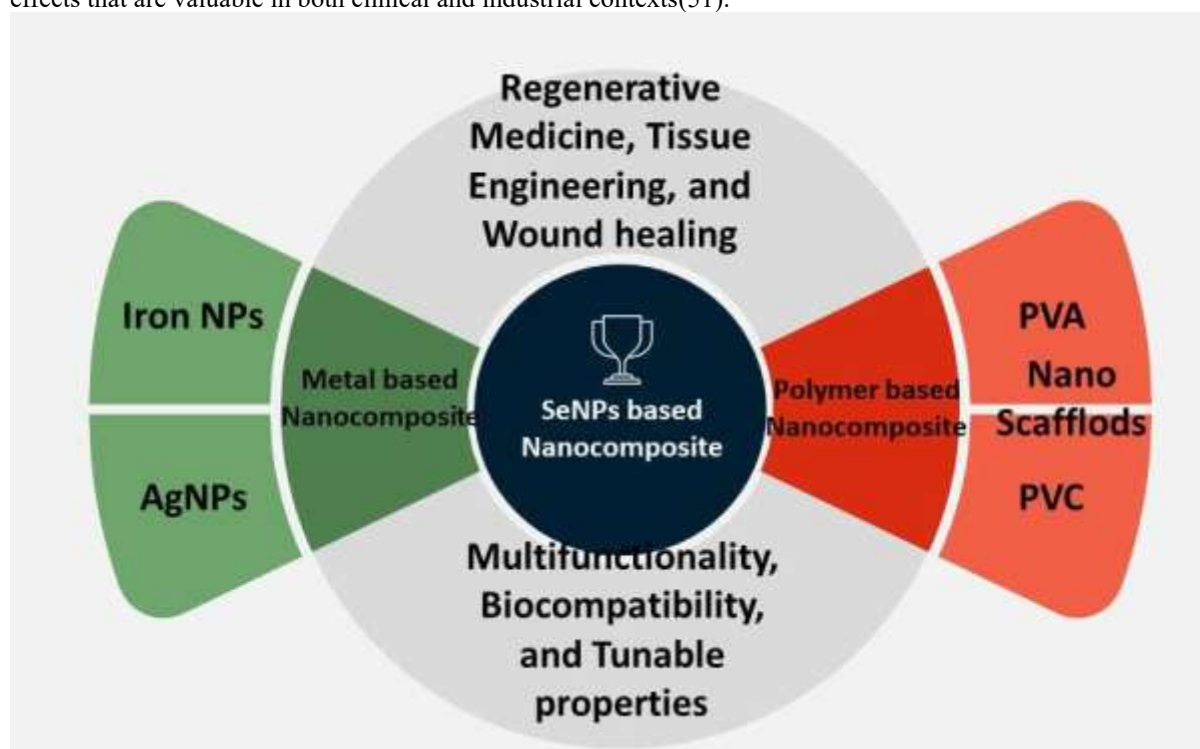 effects that are valuable in both clinical and industrial contexts(51).
Regenerative
Medicine, Tissue
Engineering, and
Wound healing
Iron NPs
AgNPs
Metal based
Nanocomposite
SeNPs based
Nanocomposite
Polymer based
Nanocomposite
PVA
Nano
Scafflods
PVC
Multifunctionality,
Biocompatibility,
and Tunable
properties